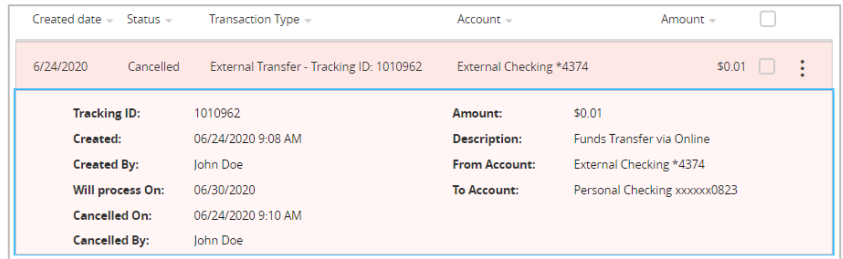 Created date Status Transaction Type Account Amount
6/24/2020 Cancelled External Transfer - Tracking ID: 1010962 External Checking *4374 $0.01
Tracking ID: 1010962 Amount: $0.01
Created: 06/24/2020 9:08 AM Description: Funds Transfer via Online
Created By: John Doe From Account: External Checking *4374
Will process On: 06/30/2020 To Account: Personal Checking xxxxxx0823
Cancelled On: 06/24/2020 9:10 AM
Cancelled By: John Doe